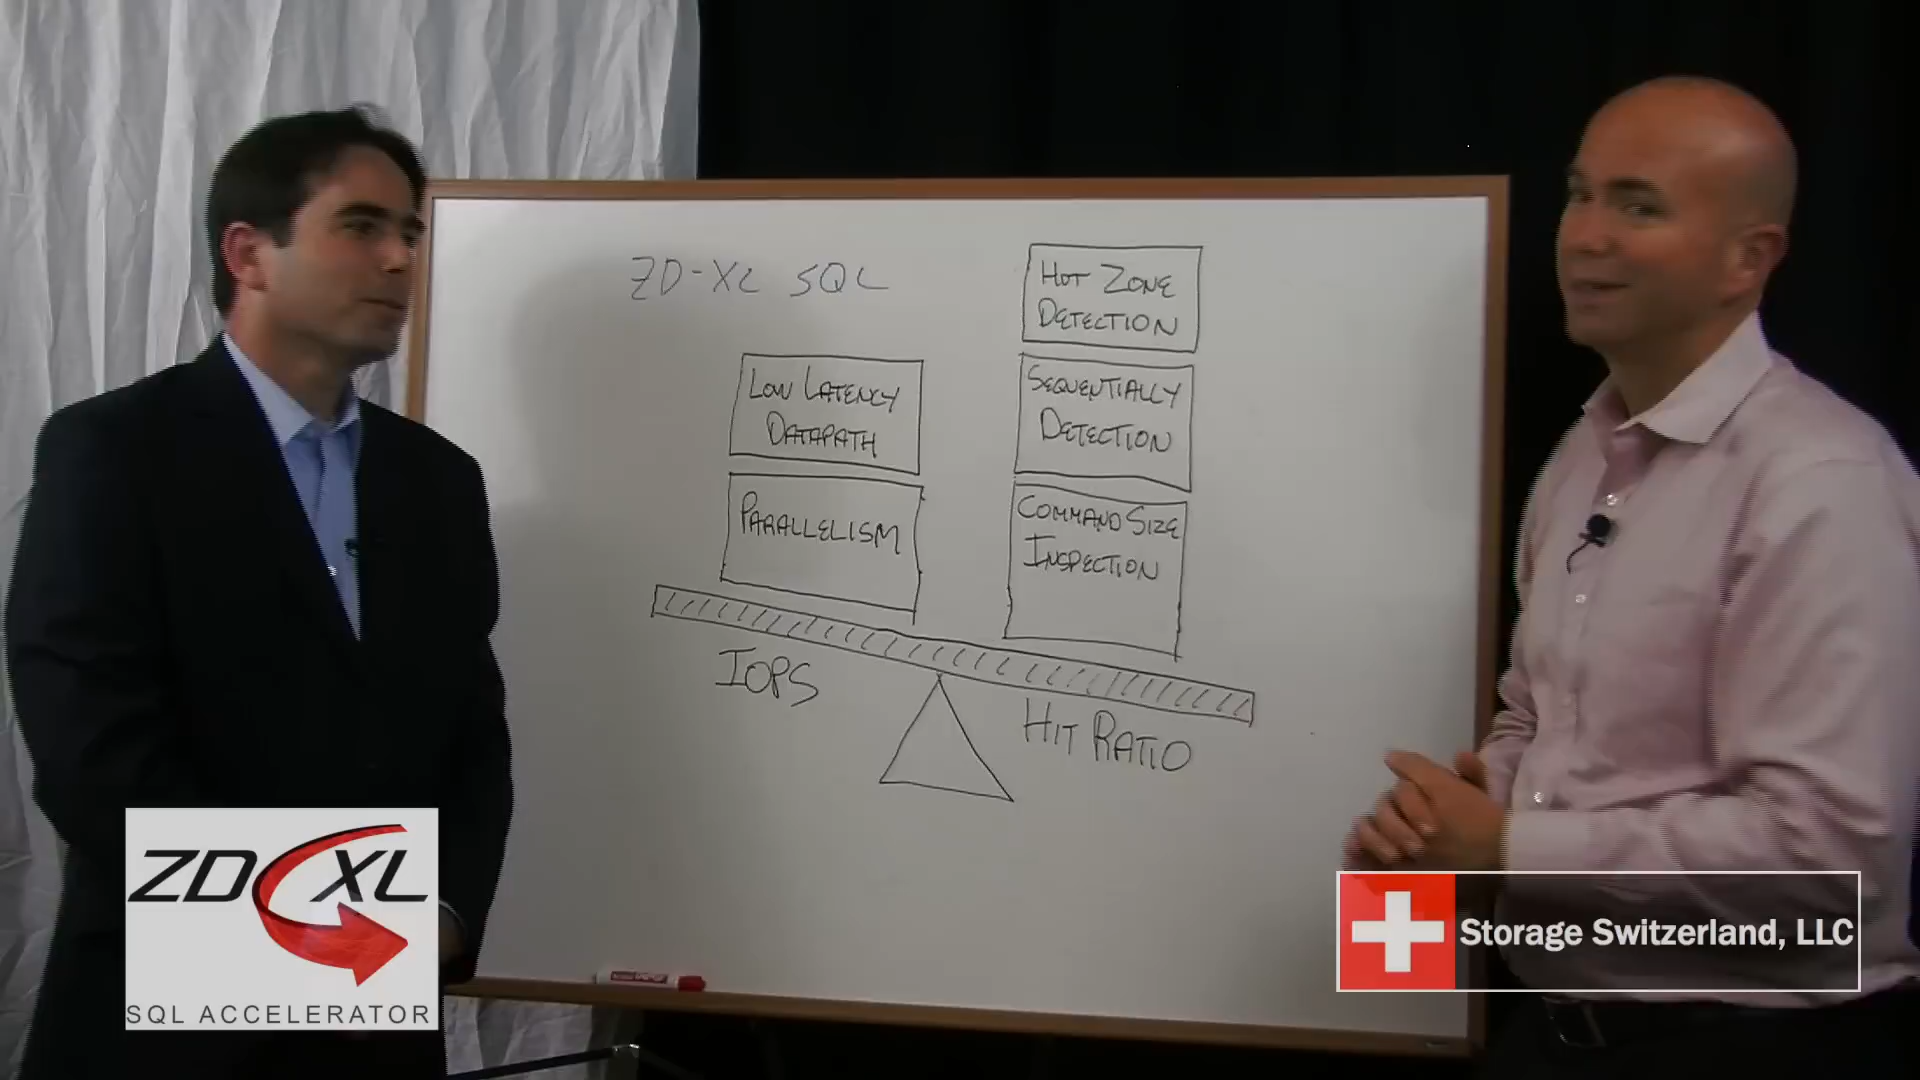 ZD-XL SQL
HOT ZONE
DETECTION
LOW LATENCY
DATAPATH
SEQUENTIALLY
DETECTION
PARALLELISM
COMMAND SIZE
INSPECTION
IOPS
HIT RATIO
ZD XL
SQL ACCELERATOR
Storage Switzerland, LLC